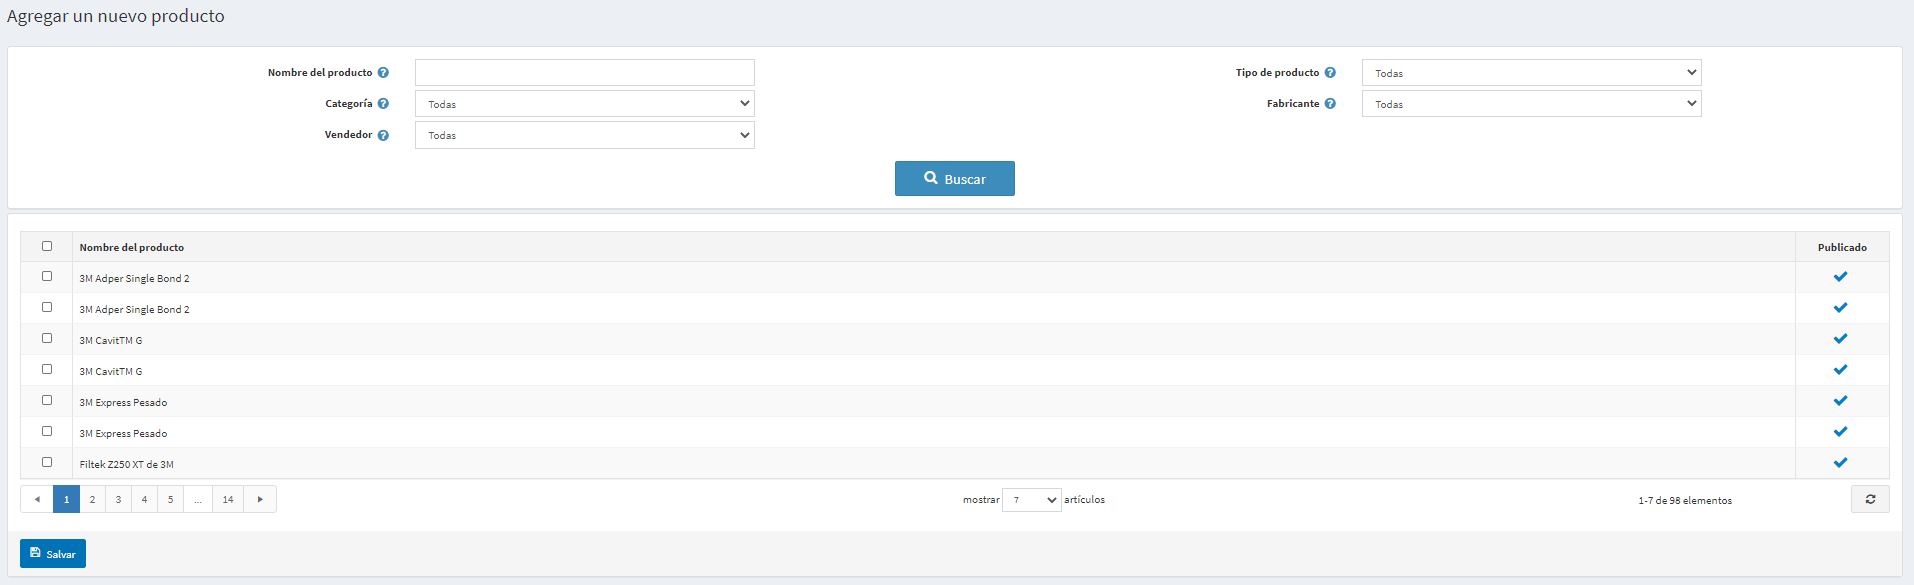 Agregar un nuevo producto
Nombre del producto
Tipo de producto Todas
Categoría Todas
Fabricante Todas
Vendedor Todas
Buscar
Nombre del producto Publicado
3M Adper Single Bond 2
3M Adper Single Bond 2
3M CavitTM G
3M CavitTM G
3M Express Pesado
3M Express Pesado
Filtek Z250 XT de 3M
1 2 3 4 5 ... 14 mostrar 7 artículos 1-7 de 98 elementos
Salvar